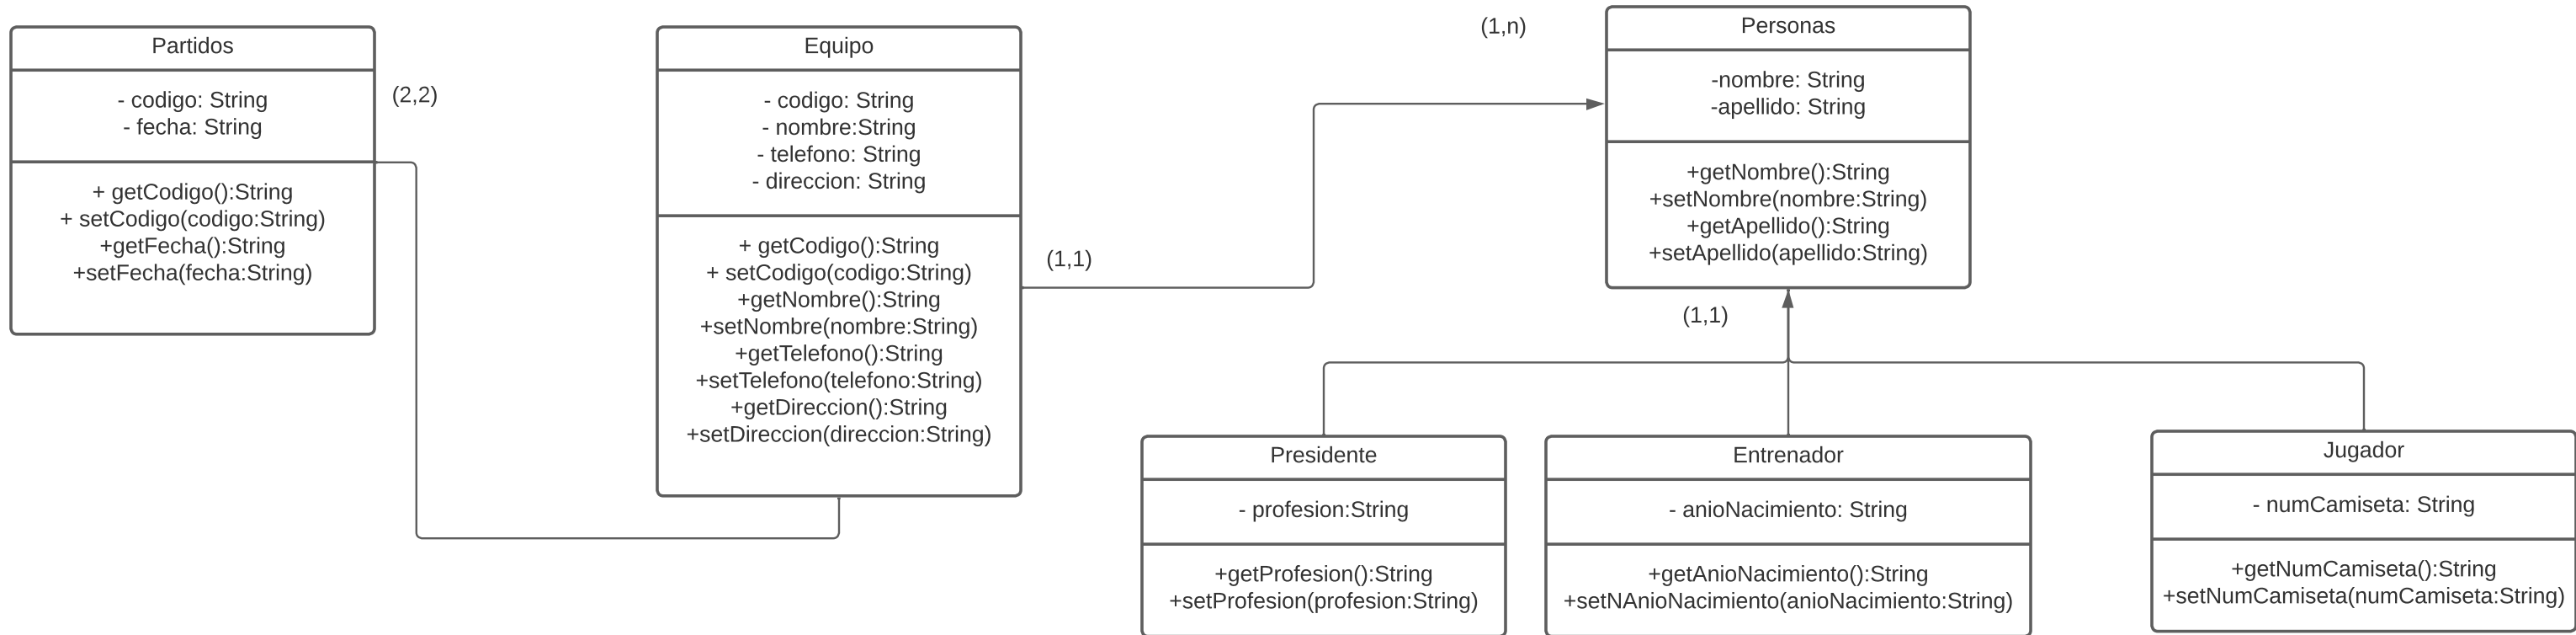 Partidos
- codigo: String
- fecha: String
+ getCodigo():String
+ setCodigo(codigo:String)
+getFecha():String
+setFecha(fecha:String)
(2,2)
Equipo
- codigo: String
- nombre:String
- telefono: String
- direccion: String
+ getCodigo():String
+ setCodigo(codigo:String)
+getNombre():String
+setNombre(nombre:String)
+getTelefono():String
+setTelefono(telefono:String)
+getDireccion():String
+setDireccion(direccion:String)
(1,1)
(1,n)
Personas
-nombre: String
-apellido: String
+getNombre():String
+setNombre(nombre:String)
+getApellido():String
+setApellido(apellido:String)
(1,1)
Presidente
- profesion:String
+getProfesion():String
+setProfesion(profesion:String)
Entrenador
- anioNacimiento: String
+getAnioNacimiento():String
+setNAnioNacimiento(anioNacimiento:String)
Jugador
- numCamiseta: String
+getNumCamiseta():String
+setNumCamiseta(numCamiseta:String)